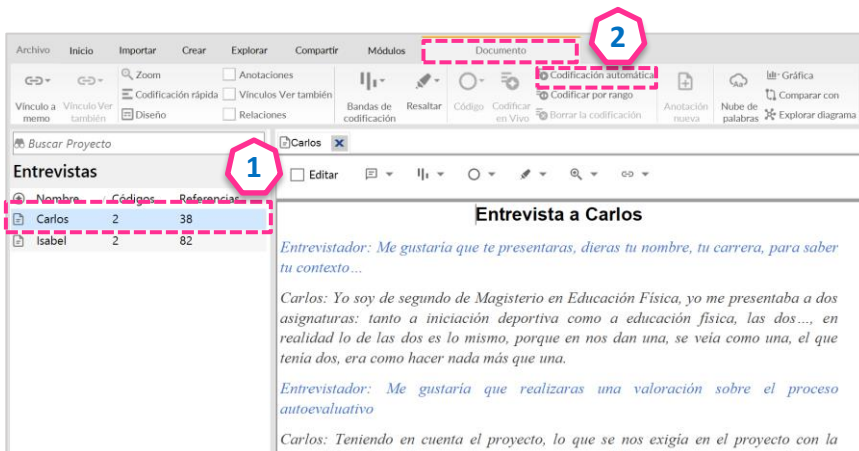 2
Archivo Inicio Importar Crear Explorar Compartir Módulos Documento
Zoom Anotaciones Codificación automática Gráfica
Codificación rápida Vínculos Ver también Codificar por rango Comparar con
Vínculo a memo Vínculo Ver también Diseño Relaciones Bandas de codificación Resaltar Código Codificar en Vivo Borrar la codificación Anotación nueva Nube de palabras Explorar diagrama
Buscar Proyecto Carlos
Entrevistas 1 Editar
Nombre Códigos Referencias
Carlos 2 38
Isabel 2 82
Entrevista a Carlos
Entrevistador: Me gustaría que te presentaras, dieras tu nombre, tu carrera, para saber
tu contexto…
Carlos: Yo soy de segundo de Magisterio en Educación Física, yo me presentaba a dos
asignaturas: tanto a iniciación deportiva como a educación física, las dos…, en
realidad lo de las dos es lo mismo, porque en nos dan una, se veía como una, el que
tenía dos, era como hacer nada más que una.
Entrevistador: Me gustaría que realizaras una valoración sobre el proceso
autoevaluativo
Carlos: Teniendo en cuenta el proyecto, lo que se nos exigía en el proyecto con la